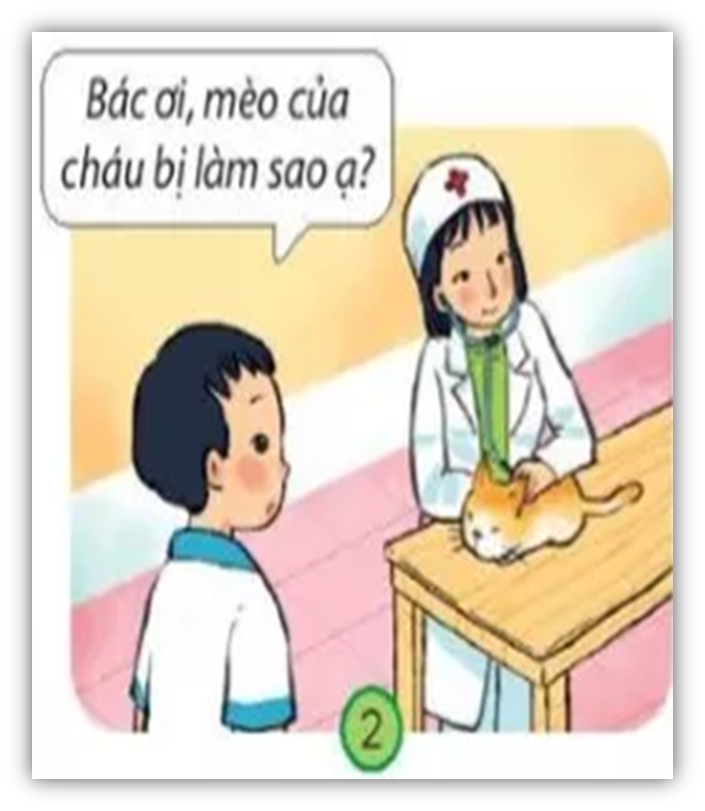 Bác ơi, mèo của
cháu bị làm sao ạ?
2